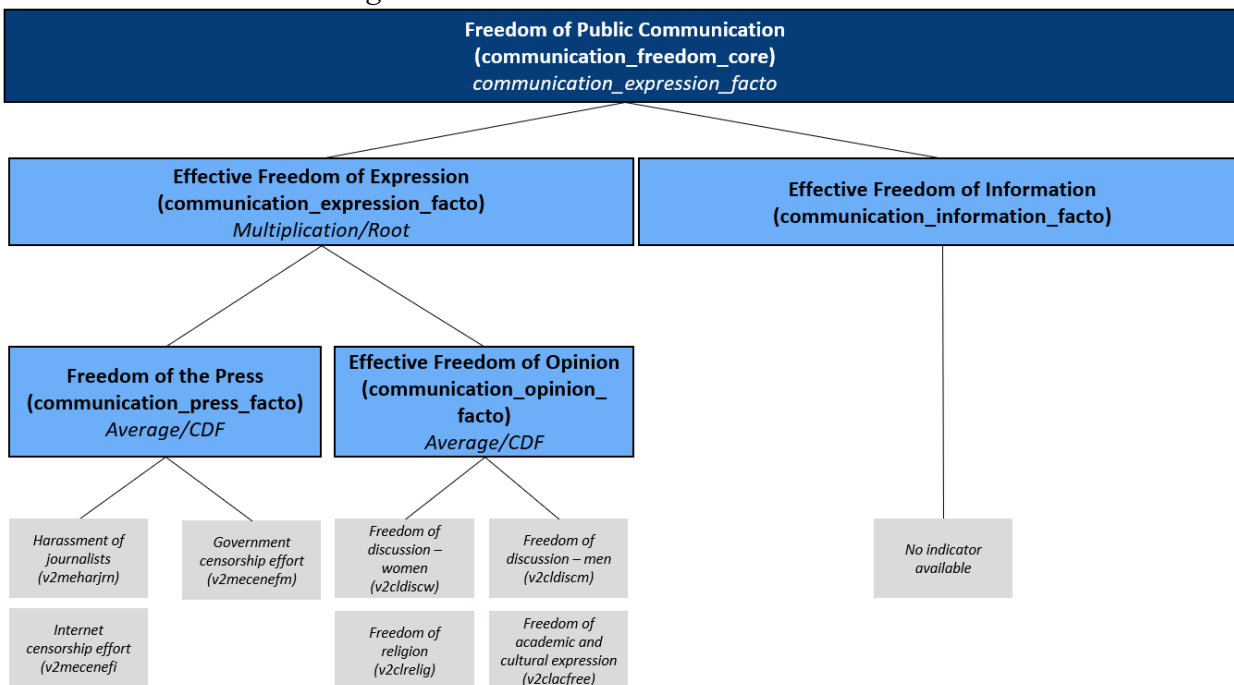 Freedom of Public Communication
(communication_freedom_core)
communication_expression_facto
Effective Freedom of Expression
(communication_expression_facto)
Multiplication/Root
Effective Freedom of Information
(communication_information_facto)
Freedom of the Press
(communication_press_facto)
Average/CDF
Effective Freedom of Opinion
(communication_opinion_
facto)
Average/CDF
Harassment of
journalists
(v2meharjrn)
Government
censorship effort
(v2mecenefm)
Freedom of
discussion –
women
(v2cldiscw)
Freedom of
discussion – men
(v2cldiscm)
No indicator
available
Internet
censorship effort
(v2mecenefi
Freedom of
religion
(v2clrelig)
Freedom of
academic and
cultural expression
(v2clacfree)